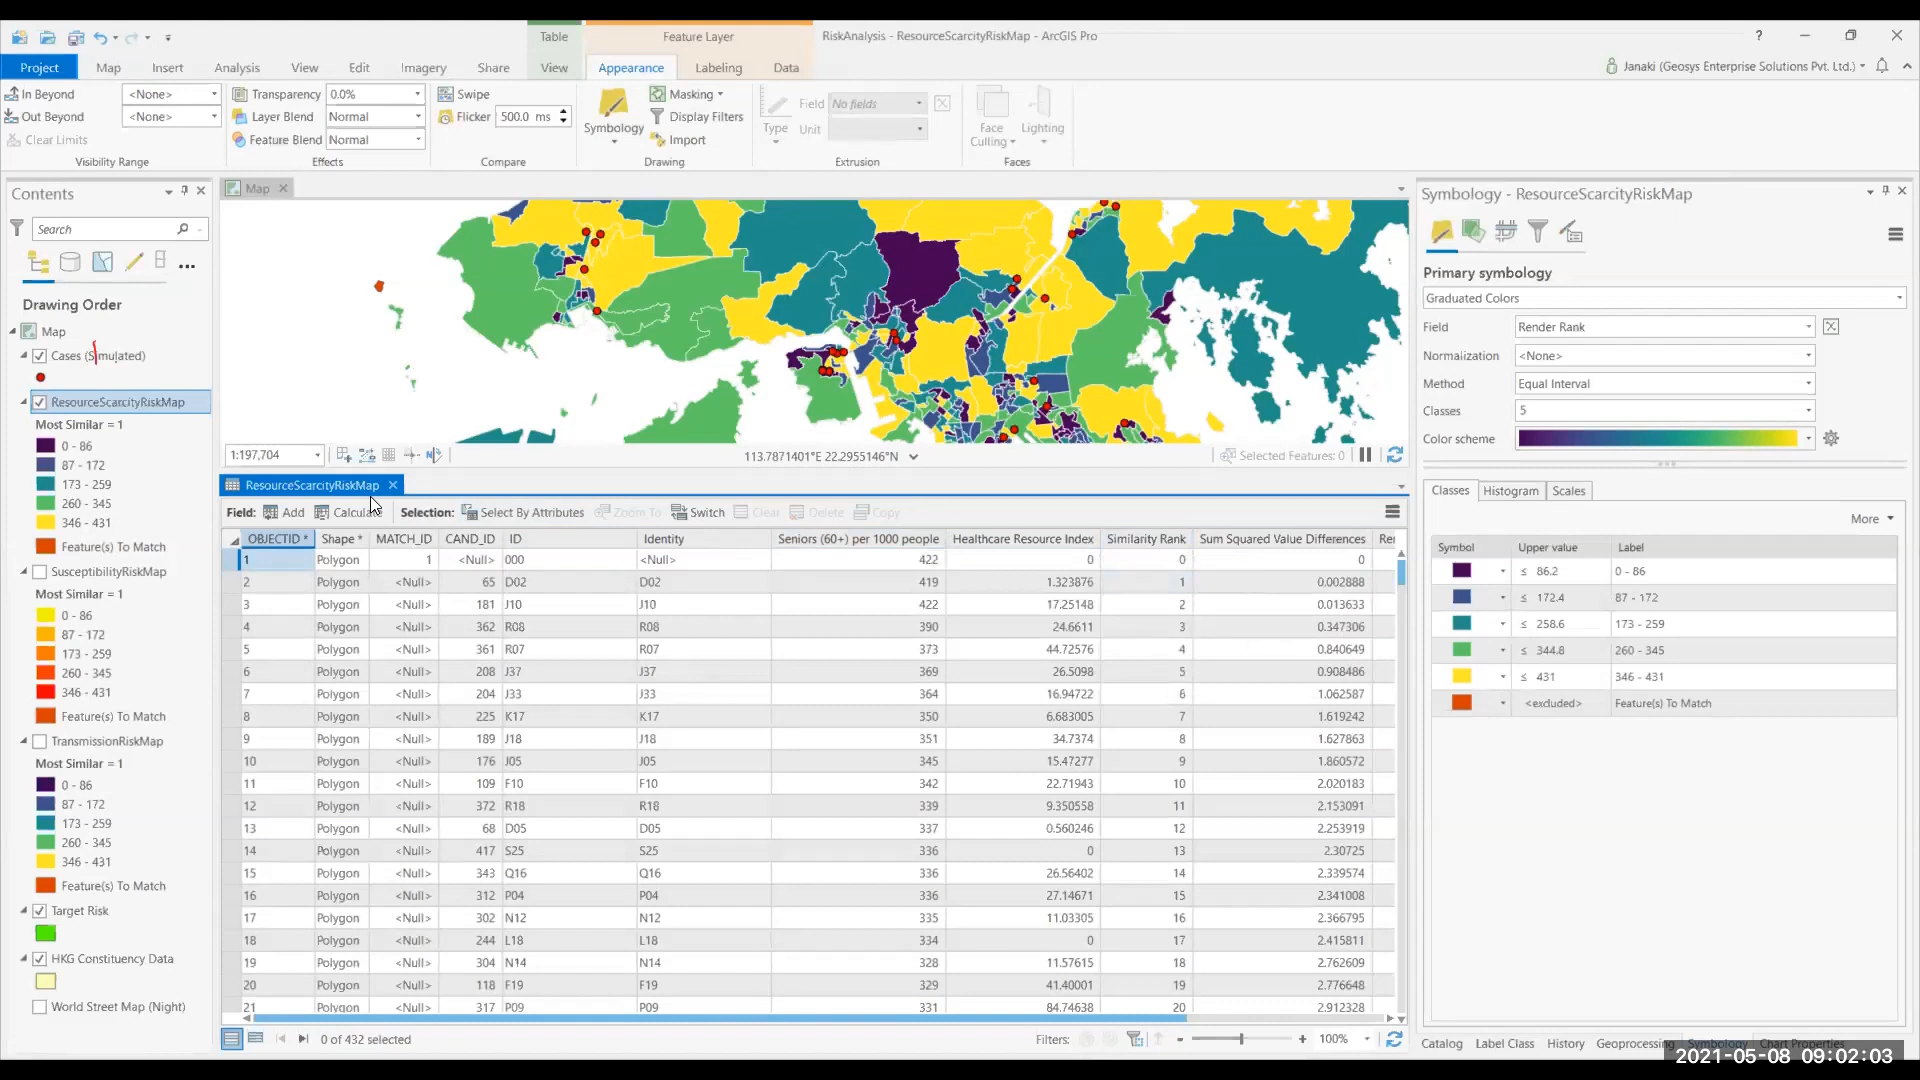 Table
Feature Layer
RiskAnalysis - ResourceScarcityRiskMap - ArcGIS Pro
?
Project Map Insert Analysis View Edit Imagery Share View Appearance Labeling Data
Janaki (Geosys Enterprise Solutions Pvt. Ltd.)
In Beyond <None>
Out Beyond <None>
Clear Limits
Visibility Range
Transparency 0.0%
Layer Blend Normal
Feature Blend Normal
Effects
Swipe
Flicker 500.0 ms
Compare
Symbology
Masking
Display Filters
Import
Drawing
Type
Field No fields
Unit
Extrusion
Face Culling
Lighting
Faces
Contents
Search
Drawing Order
Map
Cases (Simulated)
ResourceScarcityRiskMap
Most Similar = 1
0 - 86
87 - 172
173 - 259
260 - 345
346 - 431
Feature(s) To Match
SusceptibilityRiskMap
Most Similar = 1
0 - 86
87 - 172
173 - 259
260 - 345
346 - 431
Feature(s) To Match
TransmissionRiskMap
Most Similar = 1
0 - 86
87 - 172
173 - 259
260 - 345
346 - 431
Feature(s) To Match
Target Risk
HKG Constituency Data
World Street Map (Night)
Map
1:197,704
113.7871401°E 22.2955146°N
Selected Features: 0
ResourceScarcityRiskMap
Field: Add Calculate Selection: Select By Attributes Zoom To Switch Clear Delete Copy
OBJECTID * Shape * MATCH_ID CAND_ID ID Identity Seniors (60+) per 1000 people Healthcare Resource Index Similarity Rank Sum Squared Value Differences Rer
1 Polygon 1 <Null> 000 <Null> 422 0 0 0
2 Polygon <Null> 65 D02 D02 419 1.323876 1 0.002888
3 Polygon <Null> 181 J10 J10 422 17.25148 2 0.013633
4 Polygon <Null> 362 R08 R08 390 24.6611 3 0.347306
5 Polygon <Null> 361 R07 R07 373 44.72576 4 0.840649
6 Polygon <Null> 208 J37 J37 369 26.5098 5 0.908486
7 Polygon <Null> 204 J33 J33 364 16.94722 6 1.062587
8 Polygon <Null> 225 K17 K17 350 6.683005 7 1.619242
9 Polygon <Null> 189 J18 J18 351 34.7374 8 1.627863
10 Polygon <Null> 176 J05 J05 345 15.47277 9 1.860572
11 Polygon <Null> 109 F10 F10 342 22.71943 10 2.020183
12 Polygon <Null> 372 R18 R18 339 9.350558 11 2.153091
13 Polygon <Null> 68 D05 D05 337 0.560246 12 2.253919
14 Polygon <Null> 417 S25 S25 336 0 13 2.30725
15 Polygon <Null> 343 Q16 Q16 336 26.56402 14 2.339574
16 Polygon <Null> 312 P04 P04 336 27.14671 15 2.341008
17 Polygon <Null> 302 N12 N12 335 11.03305 16 2.366795
18 Polygon <Null> 244 L18 L18 334 0 17 2.415811
19 Polygon <Null> 304 N14 N14 328 11.57615 18 2.762609
20 Polygon <Null> 118 F19 F19 329 41.40001 19 2.776648
21 Polygon <Null> 317 P09 P09 331 84.74638 20 2.912328
0 of 432 selected
Filters:
100%
Symbology - ResourceScarcityRiskMap
Primary symbology
Graduated Colors
Field Render Rank
Normalization <None>
Method Equal Interval
Classes 5
Color scheme
Classes Histogram Scales
More
Symbol Upper value Label
≤ 86.2 0 - 86
≤ 172.4 87 - 172
≤ 258.6 173 - 259
≤ 344.8 260 - 345
≤ 431 346 - 431
<excluded> Feature(s) To Match
Catalog Label Class History Geoprocessing Symbology Chart Properties
2021-05-08 09:02:03